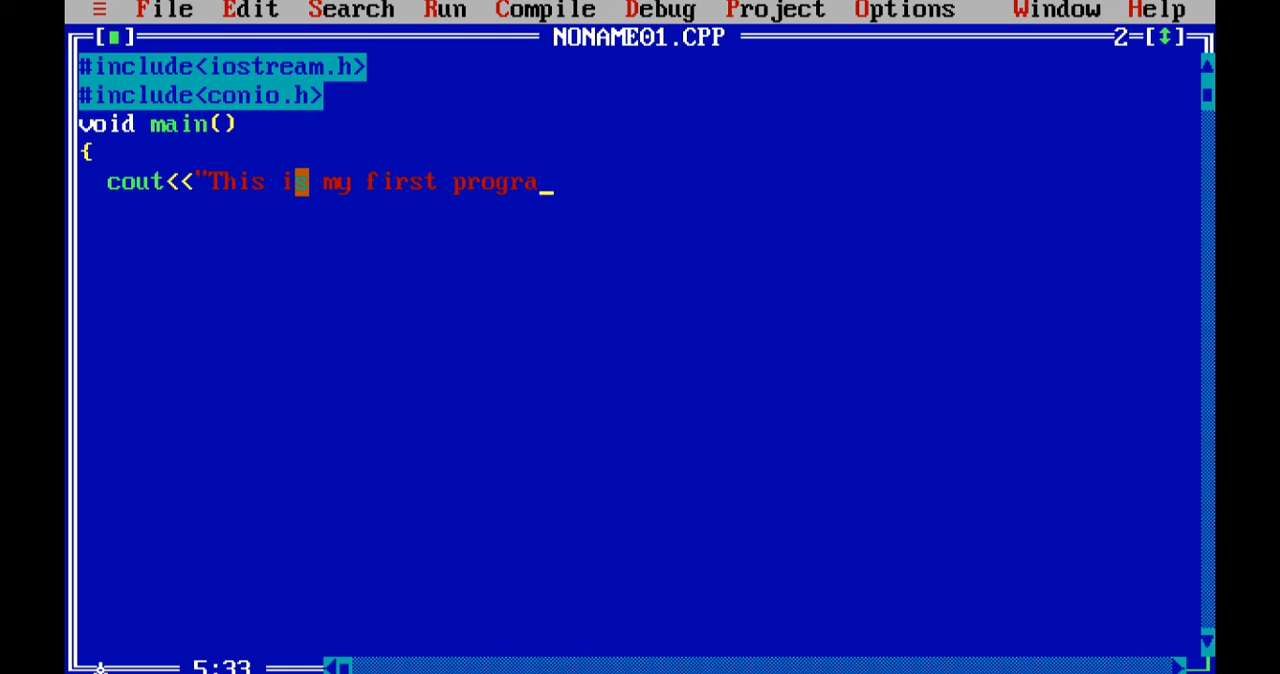 ≡ File Edit Search Run Compile Debug Project Options Window Help
[■] NONAME01.CPP 2=[↕]
#include<iostream.h>
#include<conio.h>
void main()
{
cout<<"This is my first progra_
5:33